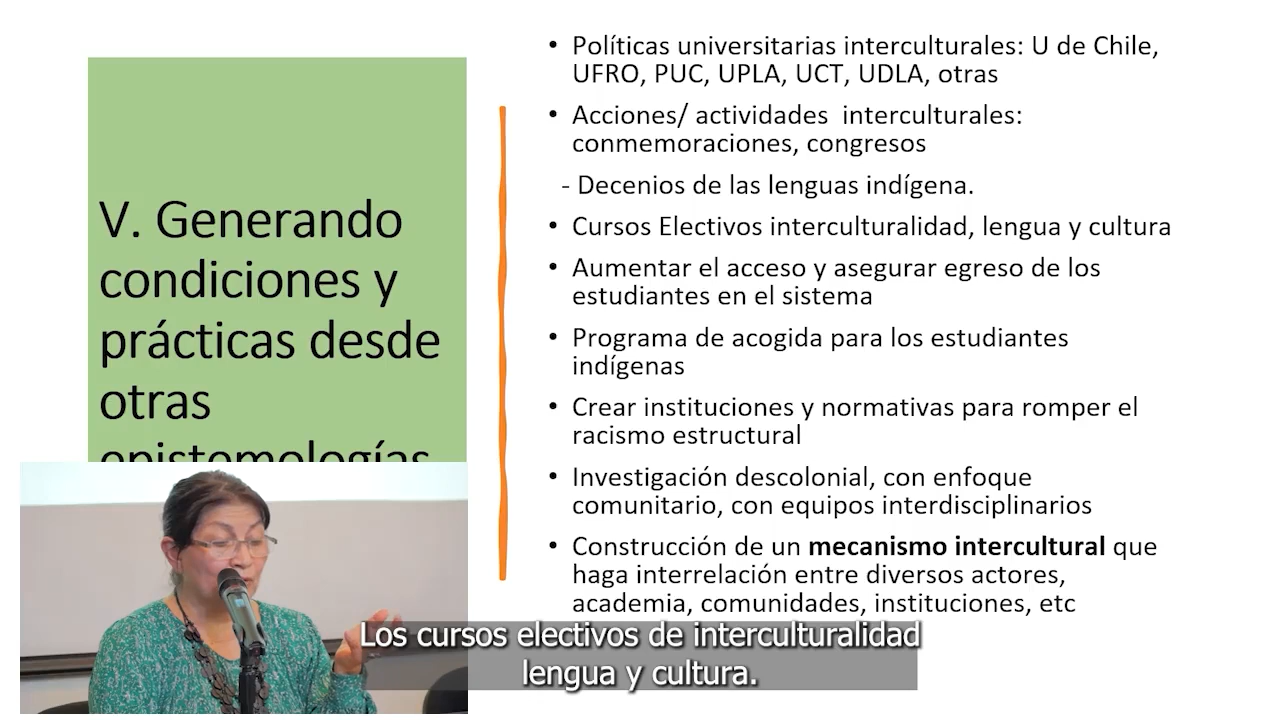 V. Generando
condiciones y
prácticas desde
otras
epistemologías
• Políticas universitarias interculturales: U de Chile,
UFRO, PUC, UPLA, UCT, UDLA, otras
• Acciones/ actividades interculturales:
conmemoraciones, congresos
- Decenios de las lenguas indígena.
• Cursos Electivos interculturalidad, lengua y cultura
• Aumentar el acceso y asegurar egreso de los
estudiantes en el sistema
• Programa de acogida para los estudiantes
indígenas
• Crear instituciones y normativas para romper el
racismo estructural
• Investigación descolonial, con enfoque
comunitario, con equipos interdisciplinarios
• Construcción de un mecanismo intercultural que
haga interrelación entre diversos actores,
academia, comunidades, instituciones, etc
Los cursos electivos de interculturalidad
lengua y cultura.